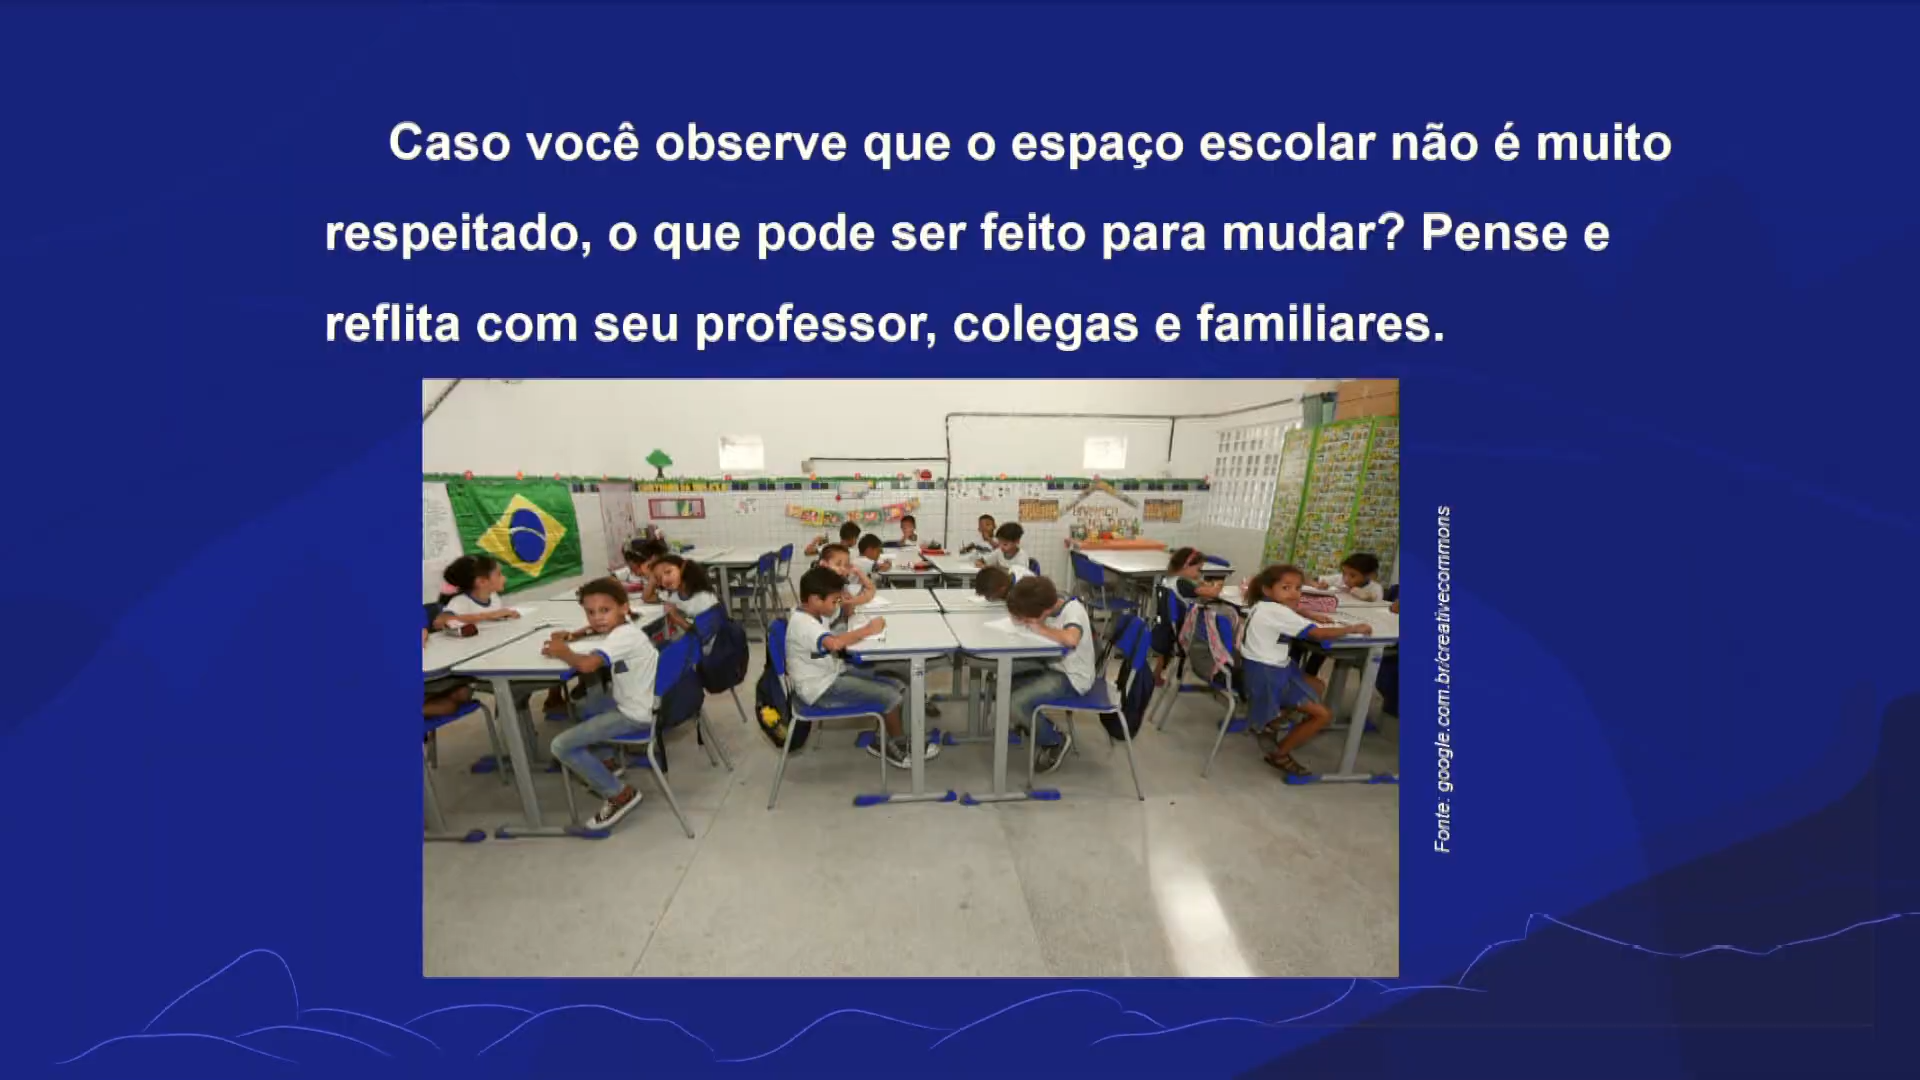 Caso você observe que o espaço escolar não é muito
respeitado, o que pode ser feito para mudar? Pense e
reflita com seu professor, colegas e familiares.
Fonte: google.com.br/creativecommons